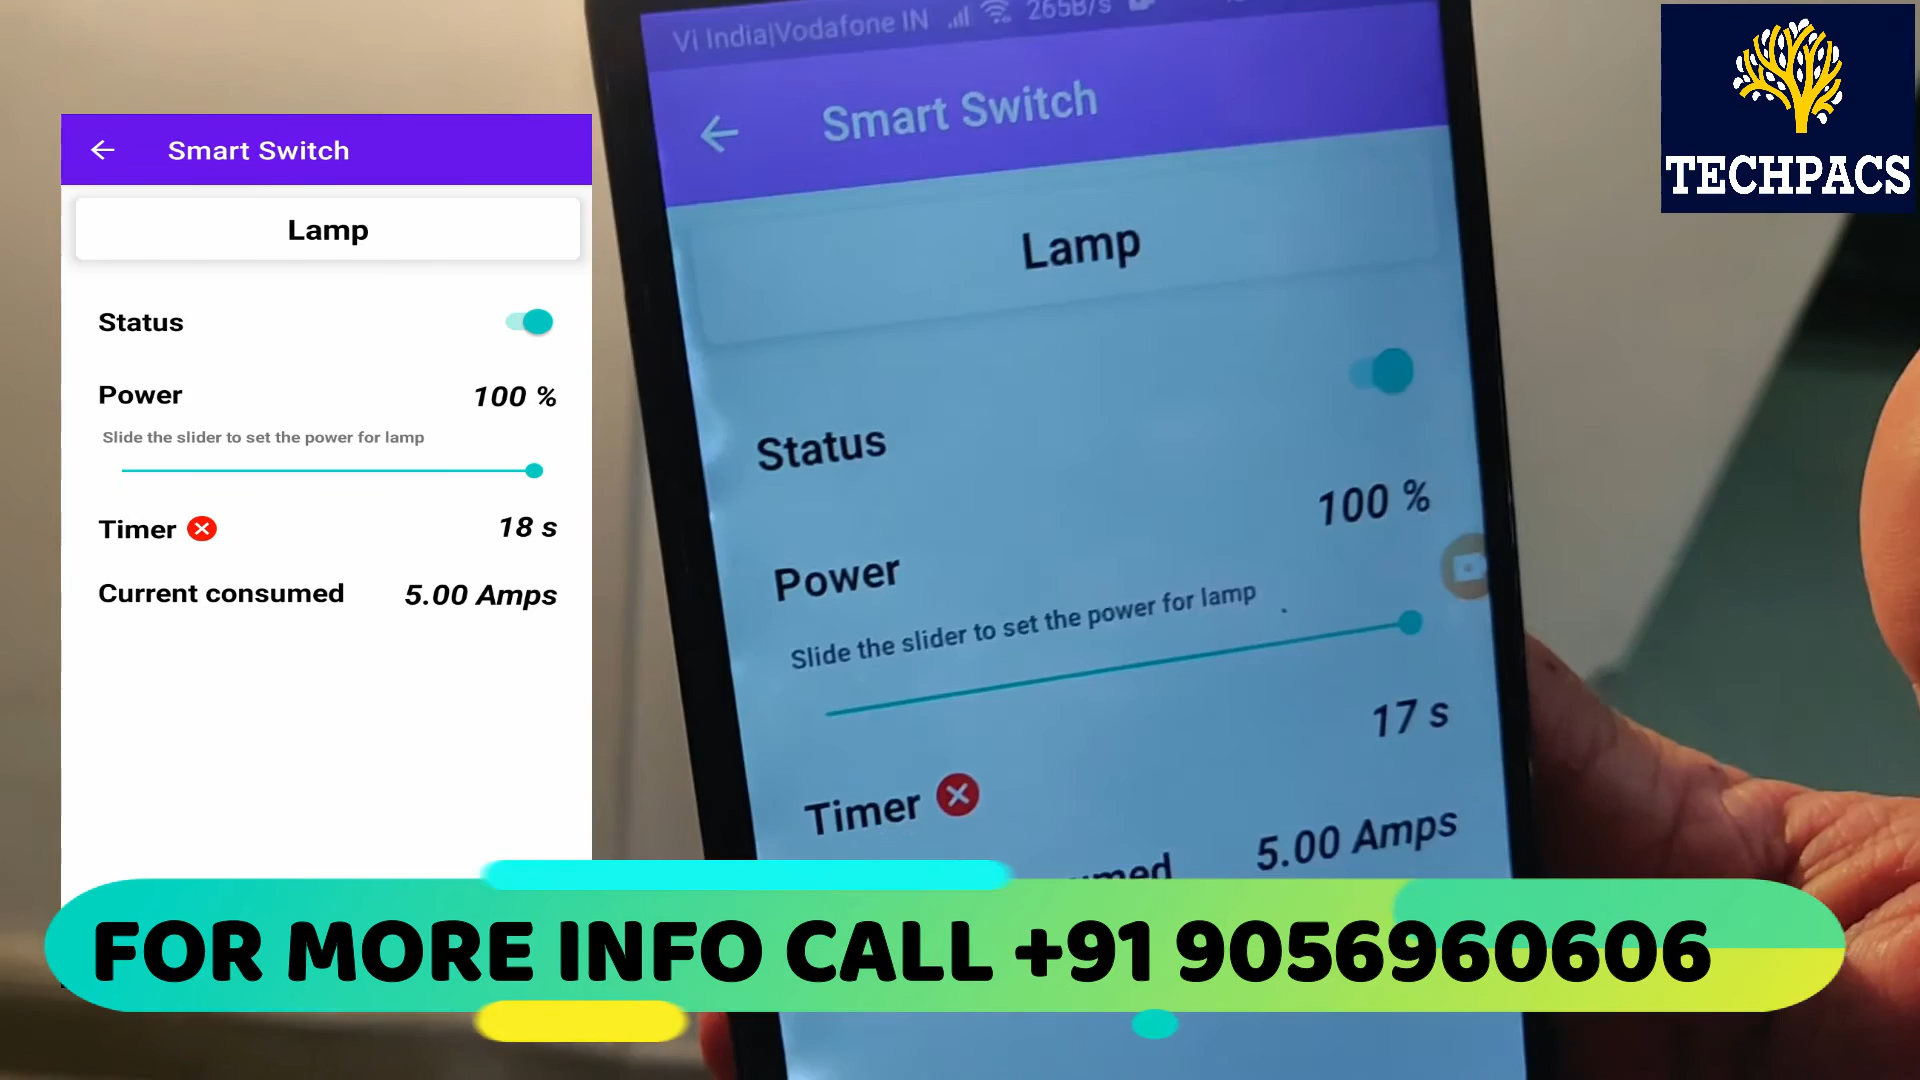 Smart Switch
Lamp
Status
Power 100 %
Slide the slider to set the power for lamp
Timer 18 s
Current consumed 5.00 Amps
Vi India|Vodafone IN 265B/s
Smart Switch
Lamp
Status
100 %
Power
Slide the slider to set the power for lamp
17 s
Timer
5.00 Amps
TECHPACS
FOR MORE INFO CALL +91 9056960606